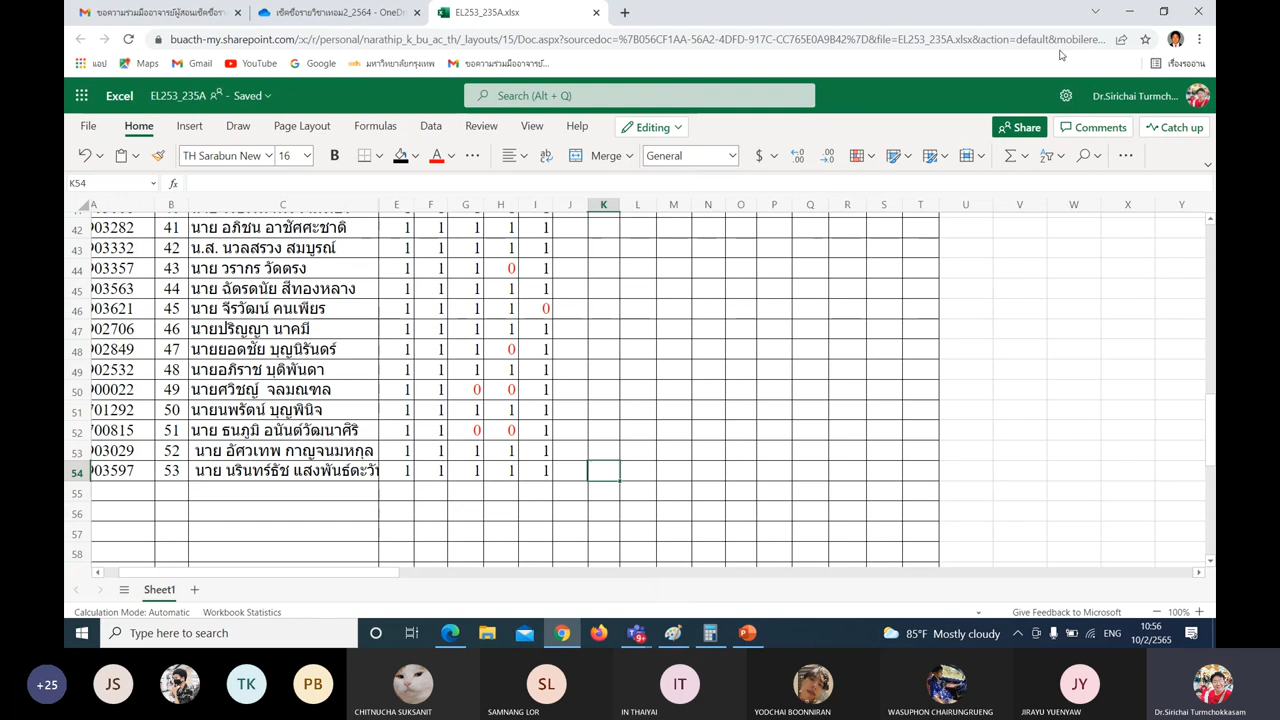 ขอความร่วมมืออาจารย์ผู้สอนเช็คชื่อรา
เช็คชื่อรายวิชาเทอม2_2564 - OneDr
EL253_235A.xlsx
buacth-my.sharepoint.com/:x:/r/personal/narathip_k_bu_ac_th/_layouts/15/Doc.aspx?sourcedoc=%7B056CF1AA-56A2-4DFD-917C-CC765E0A9B42%7D&file=EL253_235A.xlsx&action=default&mobilere...
แอป Maps Gmail YouTube Google มหาวิทยาลัยกรุงเทพ ขอความร่วมมืออาจารย์... เรื่องรออ่าน
Excel EL253_235A - Saved Search (Alt + Q) Dr.Sirichai Turmch...
File Home Insert Draw Page Layout Formulas Data Review View Help Editing Share Comments Catch up
TH Sarabun New 16 B A Merge General $ .00
K54 fx
A B C E F G H I J K L M N O P Q R S T U V W X Y
42 903282 41 นาย อภิชน อาชัศศะชาติ 1 1 1 1 1
43 903332 42 น.ส. นวลสรวง สมบูรณ์ 1 1 1 1 1
44 903357 43 นาย วรากร วัดตรง 1 1 1 0 1
45 903563 44 นาย ฉัตรดนัย สีทองหลาง 1 1 1 1 1
46 903621 45 นาย จีรวัฒน์ คนเพียร 1 1 1 1 0
47 902706 46 นายปริญญา นาคมี 1 1 1 1 1
48 902849 47 นายยอดชัย บุญนิรันดร์ 1 1 1 0 1
49 902532 48 นายอภิราช บุติพันดา 1 1 1 1 1
50 900022 49 นายศวิชญ์ จลมณฑล 1 1 0 0 1
51 701292 50 นายนพรัตน์ บุญพินิจ 1 1 1 1 1
52 700815 51 นาย ธนภูมิ อนันต์วัฒนาศิริ 1 1 0 0 1
53 903029 52 นาย อัศวเทพ กาญจนมหกุล 1 1 1 1 1
54 903597 53 นาย นรินทร์ธัช แสงพันธ์ตะวั 1 1 1 1 1
55
56
57
58
Sheet1
Calculation Mode: Automatic Workbook Statistics Give Feedback to Microsoft 100%
Type here to search 9+ 85°F Mostly cloudy ENG 10:56
10/2/2565
+25 JS TK PB SL IT JY
CHITNUCHA SUKSANIT SAMNANG LOR IN THAIYAI YODCHAI BOONNIRAN WASUPHON CHAIRUNGRUENG JIRAYU YUENYAW Dr.Sirichai Turmchokkasam